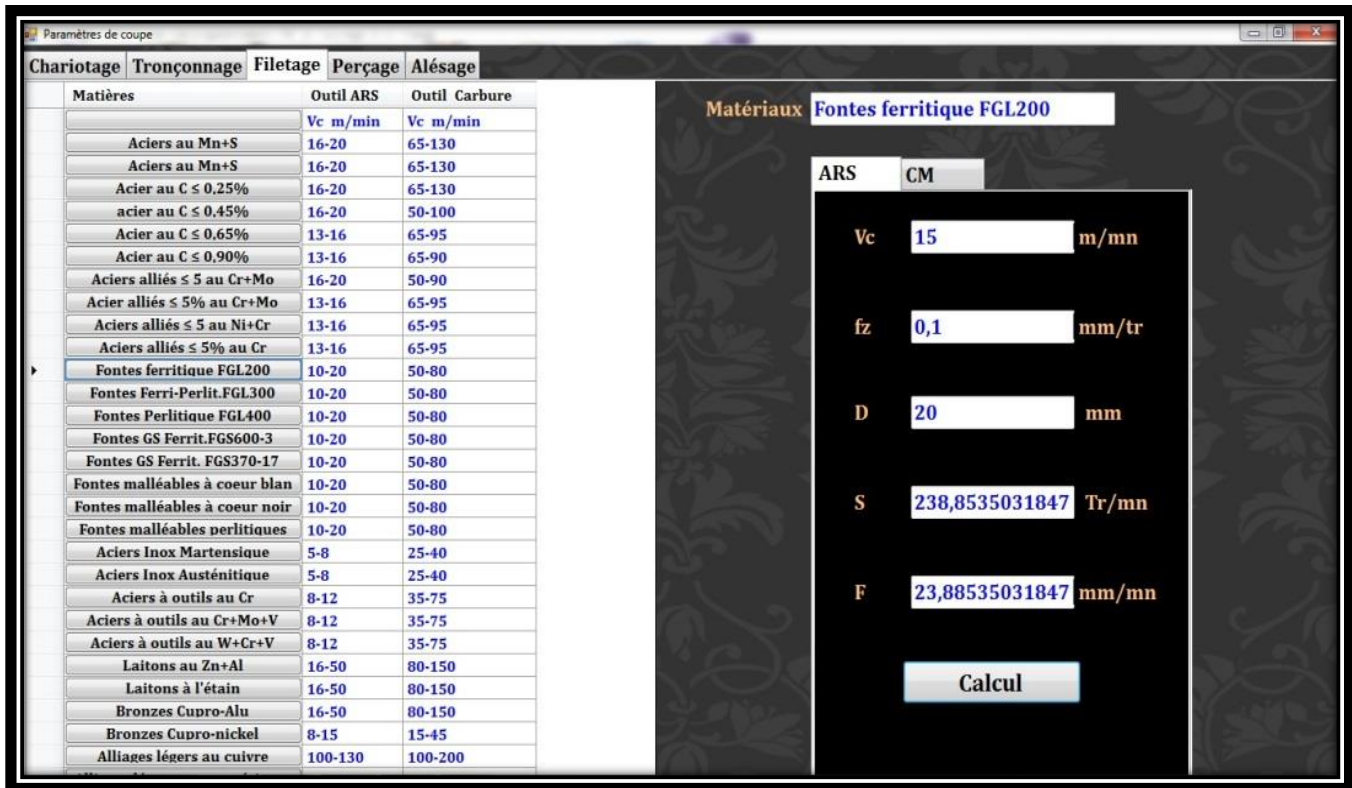 Paramètres de coupe
Chariotage Tronçonnage Filetage Perçage Alésage
Matières Outil ARS Outil Carbure
Vc m/min Vc m/min
Aciers au Mn+S 16-20 65-130
Aciers au Mn+S 16-20 65-130
Acier au C ≤ 0,25% 16-20 65-130
acier au C ≤ 0,45% 16-20 50-100
Acier au C ≤ 0,65% 13-16 65-95
Acier au C ≤ 0,90% 13-16 65-90
Aciers alliés ≤ 5 au Cr+Mo 16-20 50-90
Acier alliés ≤ 5% au Cr+Mo 13-16 65-95
Aciers alliés ≤ 5 au Ni+Cr 13-16 65-95
Aciers alliés ≤ 5% au Cr 13-16 65-95
Fontes ferritique FGL200 10-20 50-80
Fontes Ferri-Perlit.FGL300 10-20 50-80
Fontes Perlitique FGL400 10-20 50-80
Fontes GS Ferrit.FGS600-3 10-20 50-80
Fontes GS Ferrit. FGS370-17 10-20 50-80
Fontes malléables à coeur blan 10-20 50-80
Fontes malléables à coeur noir 10-20 50-80
Fontes malléables perlitiques 10-20 50-80
Aciers Inox Martensique 5-8 25-40
Aciers Inox Austénitique 5-8 25-40
Aciers à outils au Cr 8-12 35-75
Aciers à outils au Cr+Mo+V 8-12 35-75
Aciers à outils au W+Cr+V 8-12 35-75
Laitons au Zn+Al 16-50 80-150
Laitons à l'étain 16-50 80-150
Bronzes Cupro-Alu 16-50 80-150
Bronzes Cupro-nickel 8-15 15-45
Alliages légers au cuivre 100-130 100-200
Matériaux Fontes ferritique FGL200
ARS CM
Vc 15 m/mn
fz 0,1 mm/tr
D 20 mm
S 238,8535031847 Tr/mn
F 23,88535031847 mm/mn
Calcul